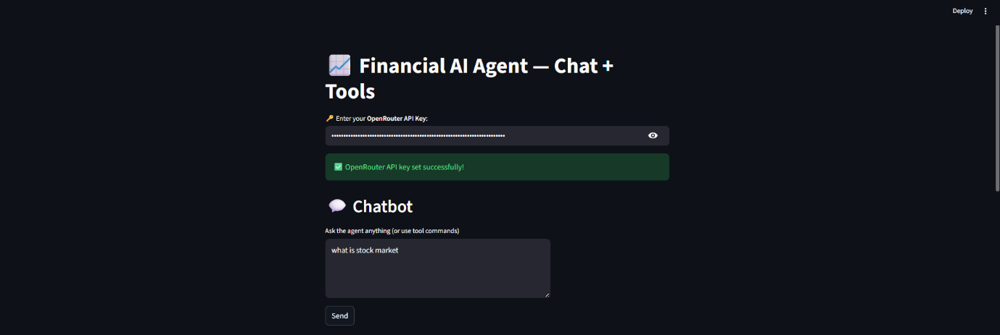 Deploy
📈 Financial AI Agent — Chat +
Tools
🔑 Enter your OpenRouter API Key:
✅ OpenRouter API key set successfully!
💬 Chatbot
Ask the agent anything (or use tool commands)
what is stock market
Send